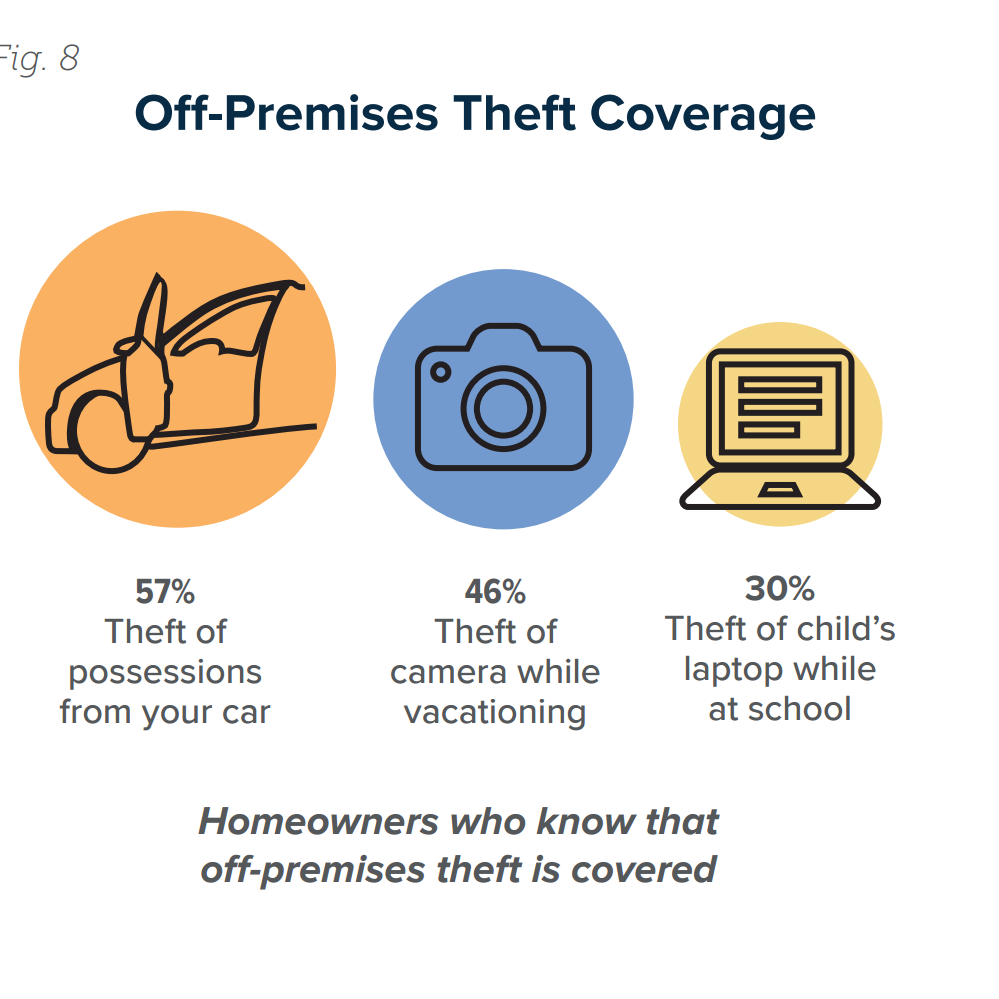 Fig. 8
Off-Premises Theft Coverage
57%
Theft of
possessions
from your car
46%
Theft of
camera while
vacationing
30%
Theft of child’s
laptop while
at school
Homeowners who know that
off-premises theft is covered